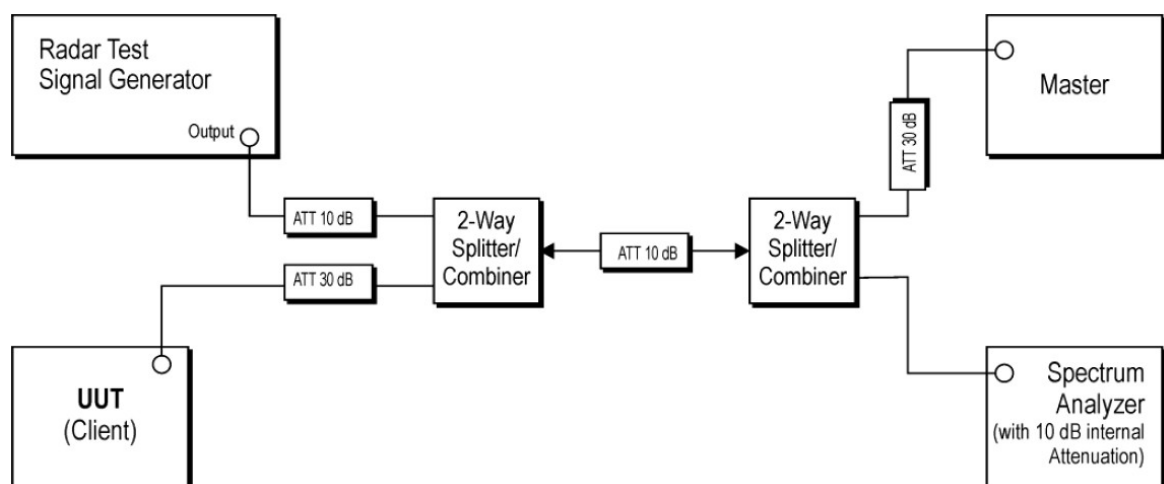 Radar Test
Signal Generator
Output
Master
ATT 30 dB
ATT 10 dB
2-Way
Splitter/
Combiner
ATT 10 dB
2-Way
Splitter/
Combiner
ATT 30 dB
UUT
(Client)
Spectrum
Analyzer
(with 10 dB internal
Attenuation)